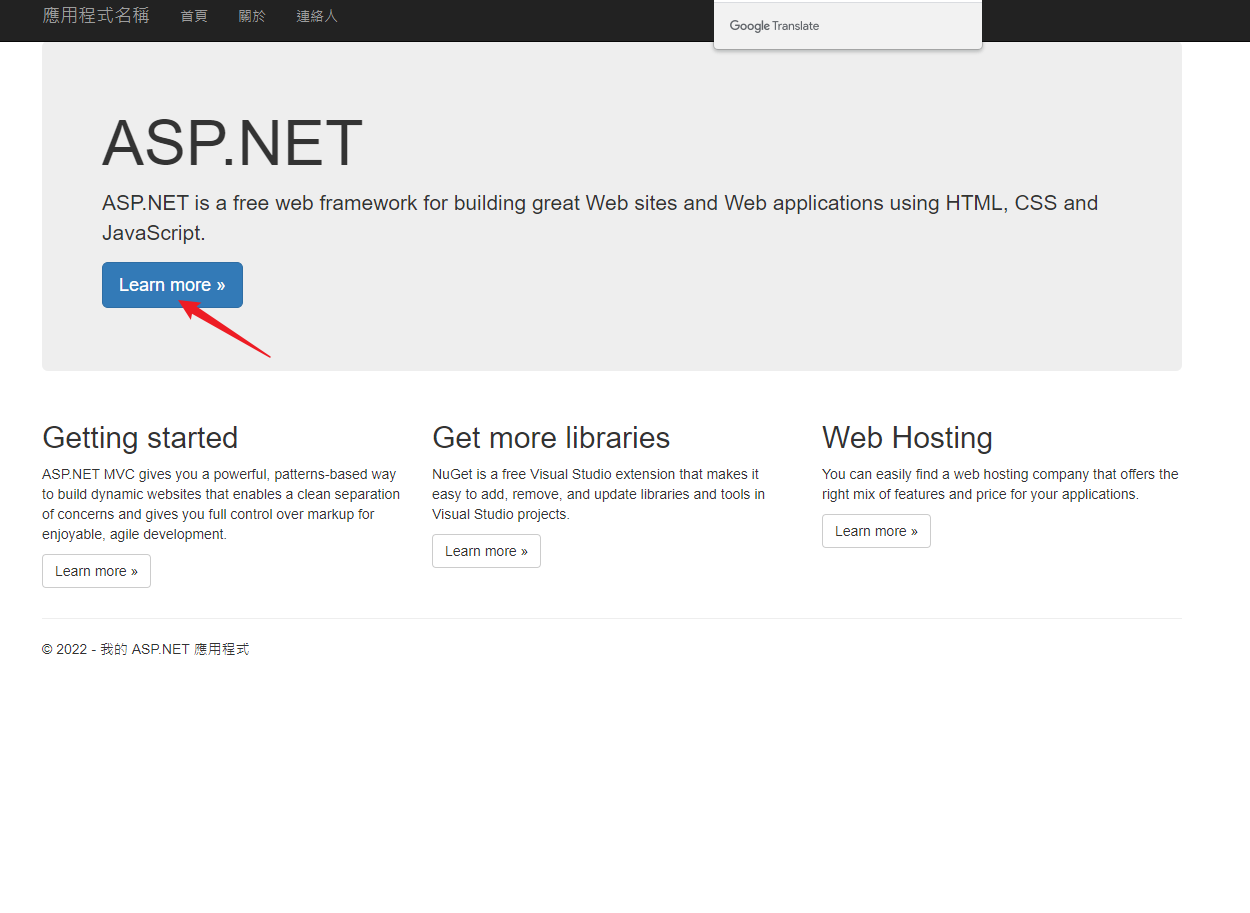 應用程式名稱 首頁 關於 連絡人
Google Translate
ASP.NET
ASP.NET is a free web framework for building great Web sites and Web applications using HTML, CSS and
JavaScript.
Learn more »
Getting started
ASP.NET MVC gives you a powerful, patterns-based way
to build dynamic websites that enables a clean separation
of concerns and gives you full control over markup for
enjoyable, agile development.
Learn more »
Get more libraries
NuGet is a free Visual Studio extension that makes it
easy to add, remove, and update libraries and tools in
Visual Studio projects.
Learn more »
Web Hosting
You can easily find a web hosting company that offers the
right mix of features and price for your applications.
Learn more »
© 2022 - 我的 ASP.NET 應用程式